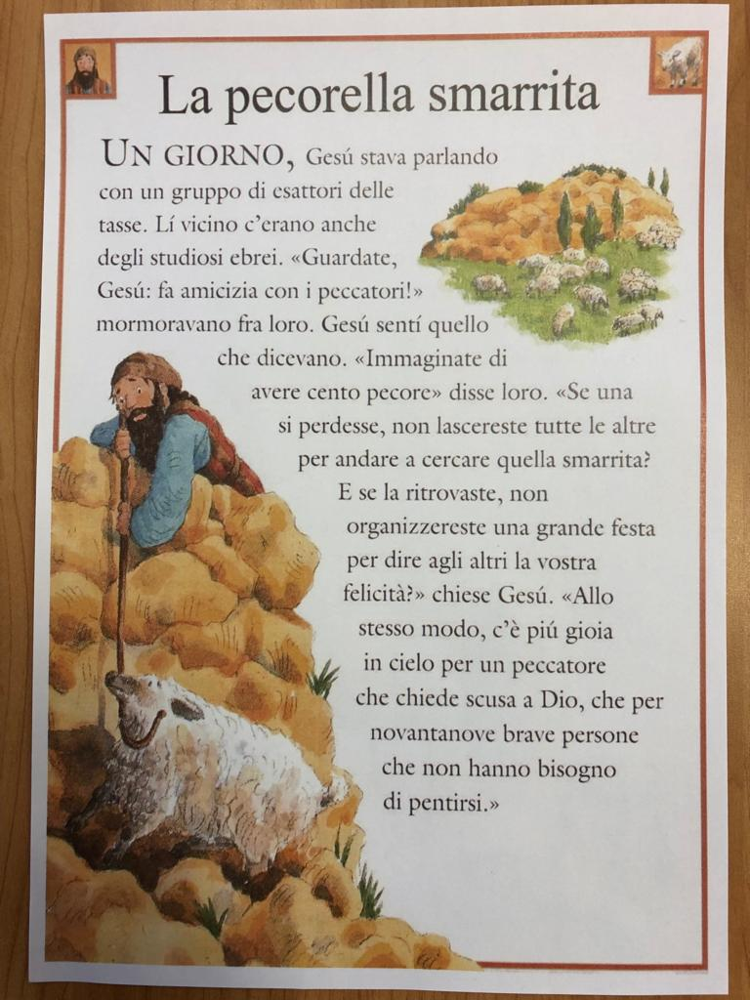 La pecorella smarrita
UN GIORNO, Gesú stava parlando
con un gruppo di esattori delle
tasse. Lí vicino c'erano anche
degli studiosi ebrei. «Guardate,
Gesú: fa amicizia con i peccatori!»
mormoravano fra loro. Gesú sentí quello
che dicevano. «Immaginate di
avere cento pecore» disse loro. «Se una
si perdesse, non lascereste tutte le altre
per andare a cercare quella smarrita?
E se la ritrovaste, non
organizzereste una grande festa
per dire agli altri la vostra
felicità?» chiese Gesú. «Allo
stesso modo, c'è piú gioia
in cielo per un peccatore
che chiede scusa a Dio, che per
novantanove brave persone
che non hanno bisogno
di pentirsi.»